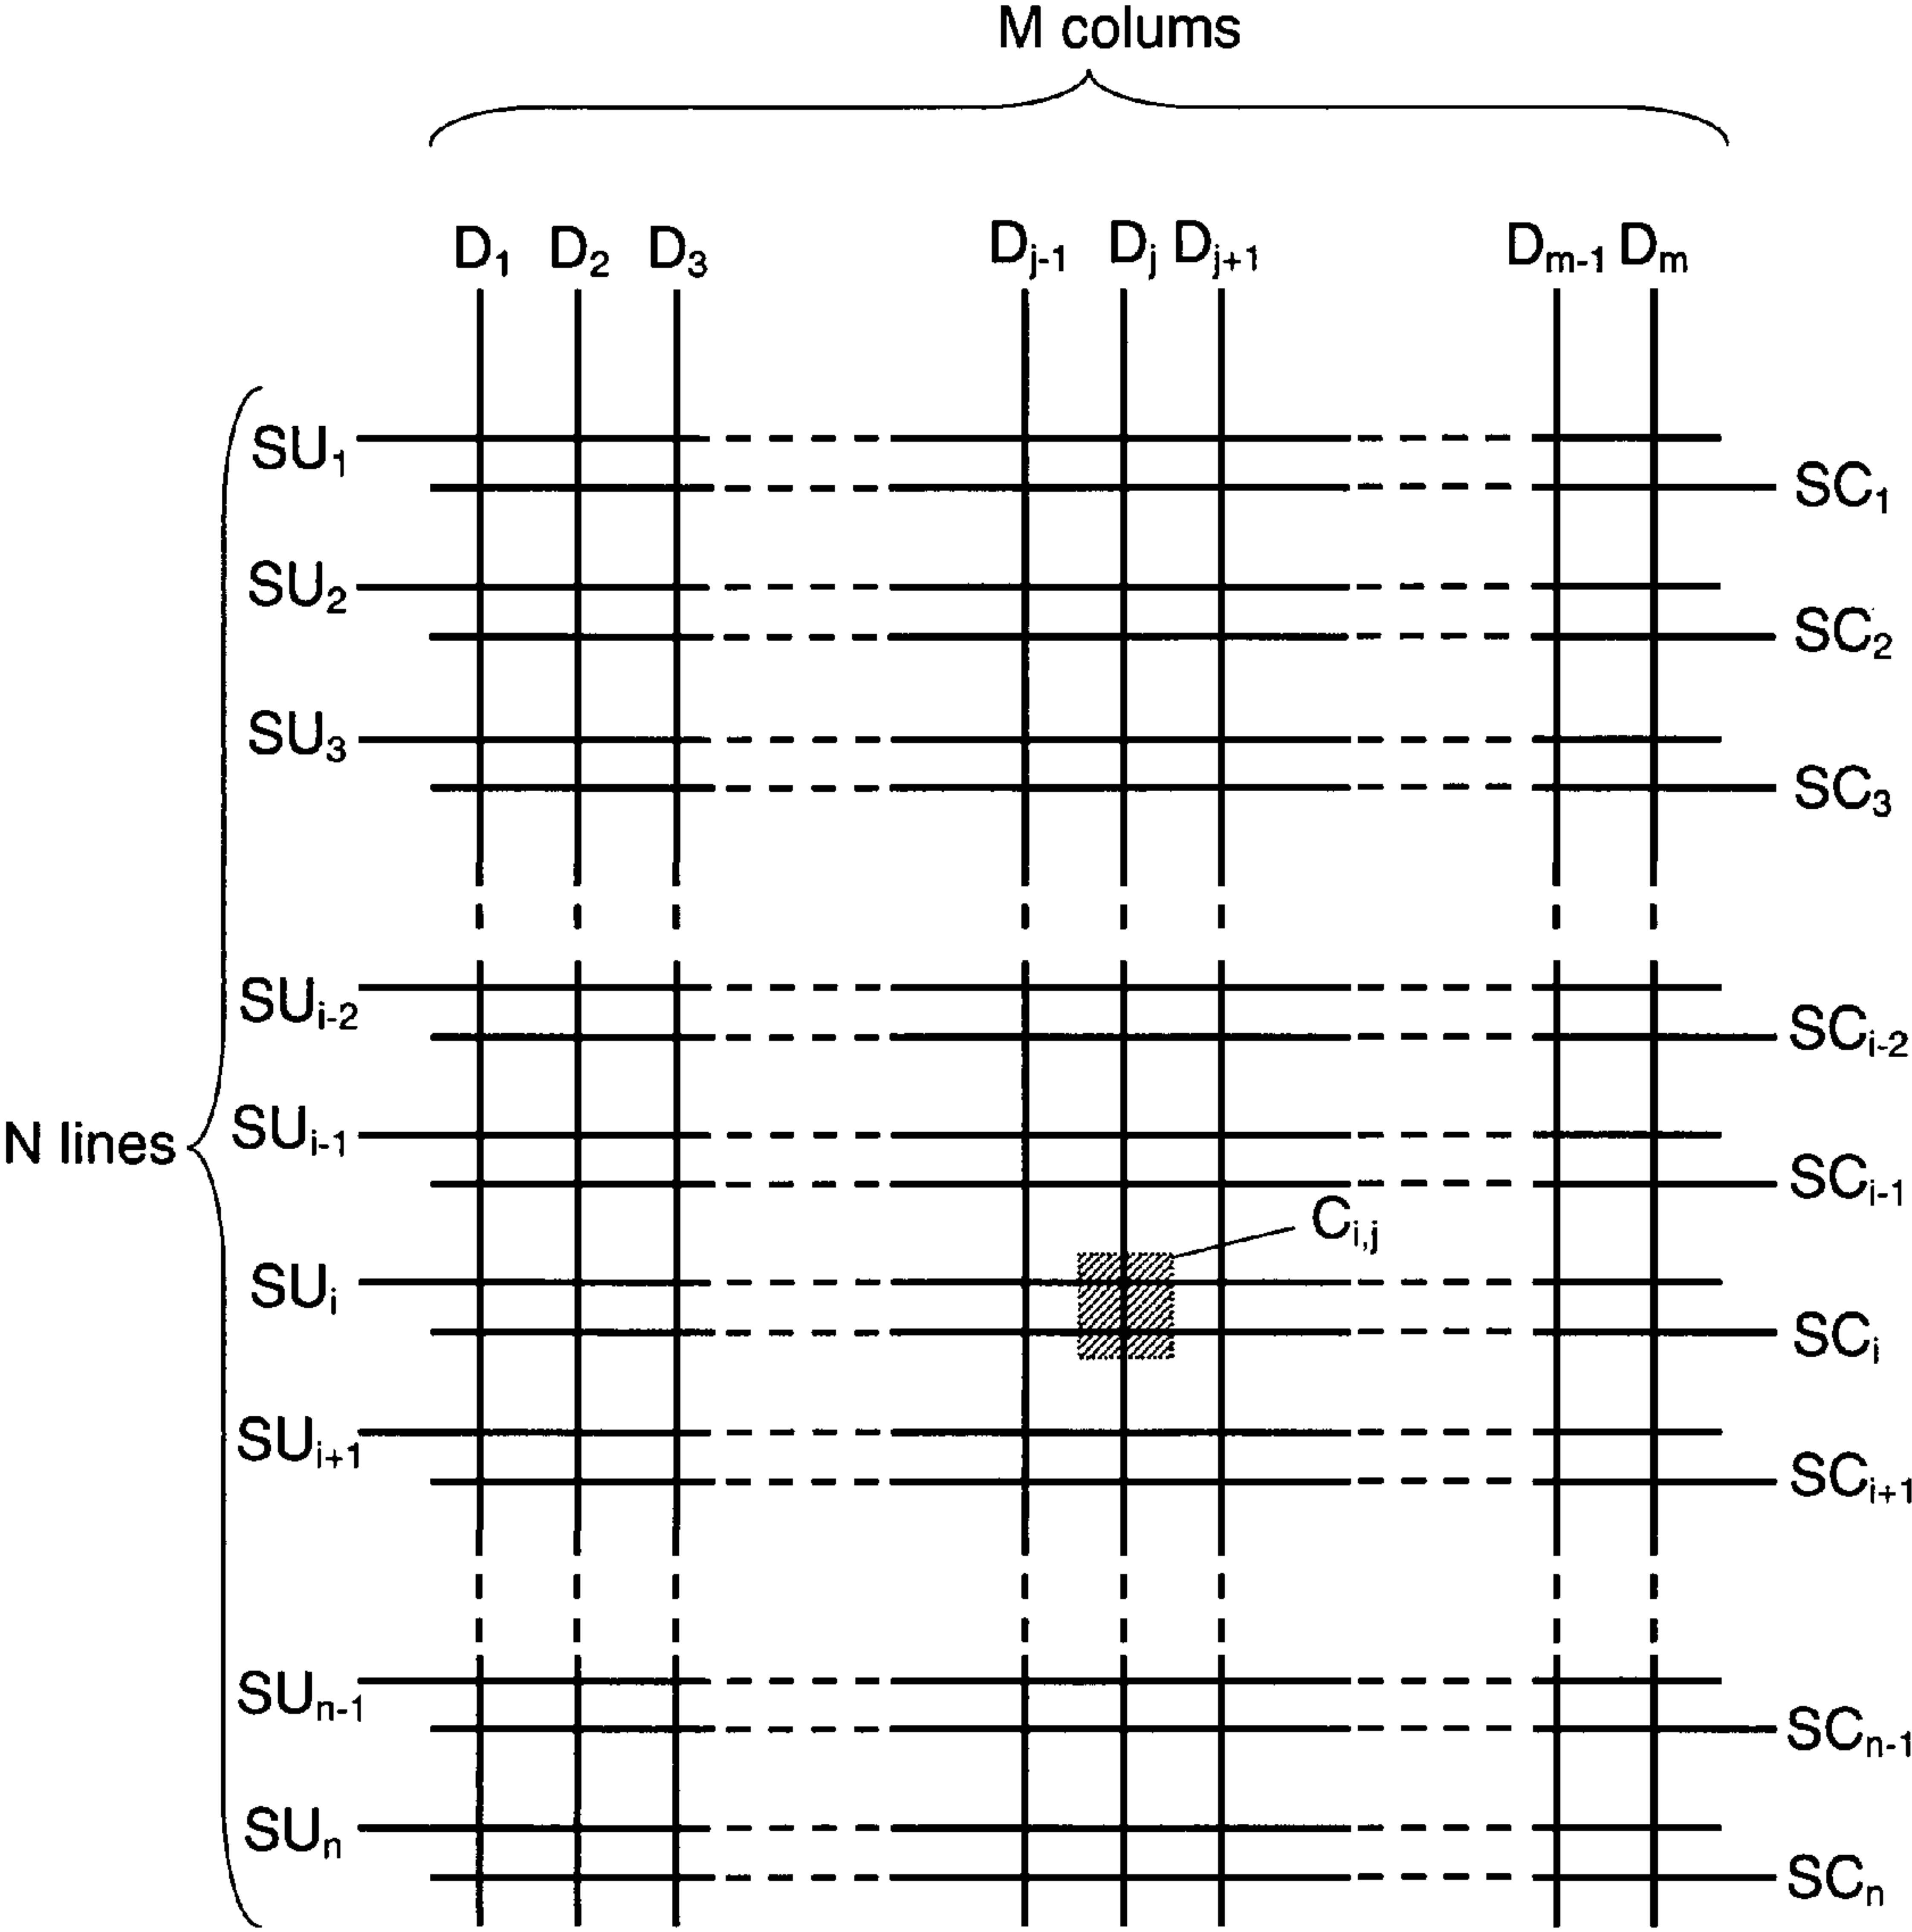 M colums
D1 D2 D3 Dj-1 Dj Dj+1 Dm-1 Dm
SU1
SC1
SU2
SC2
SU3
SC3
SUi-2
SCi-2
N lines
SUi-1
SCi-1
Ci,j
SUi
SCi
SUi+1
SCi+1
SUn-1
SCn-1
SUn
SCn